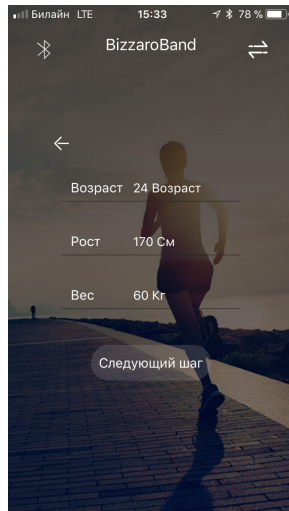 Билайн LTE 15:33 78 %
BizzaroBand
Возраст 24 Возраст
Рост 170 См
Вес 60 Кг
Следующий шаг